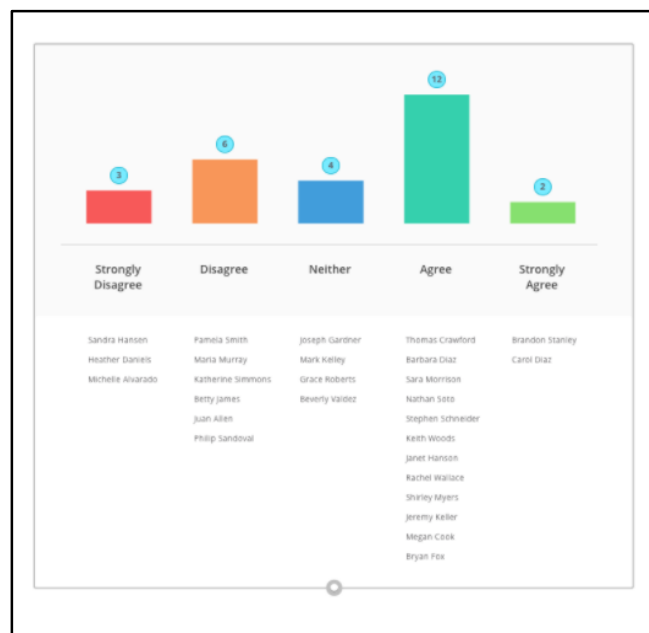 3
6
4
12
2
Strongly
Disagree
Disagree
Neither
Agree
Strongly
Agree
Sandra Hansen
Heather Daniels
Michelle Alvarado
Pamela Smith
Maria Murray
Katherine Simmons
Betty James
Juan Allen
Philip Sandoval
Joseph Gardner
Mark Kelley
Grace Roberts
Beverly Valdez
Thomas Crawford
Barbara Diaz
Sara Morrison
Nathan Soto
Stephen Schneider
Keith Woods
Janet Hanson
Rachel Wallace
Shirley Myers
Jeremy Keller
Megan Cook
Bryan Fox
Brandon Stanley
Carol Diaz